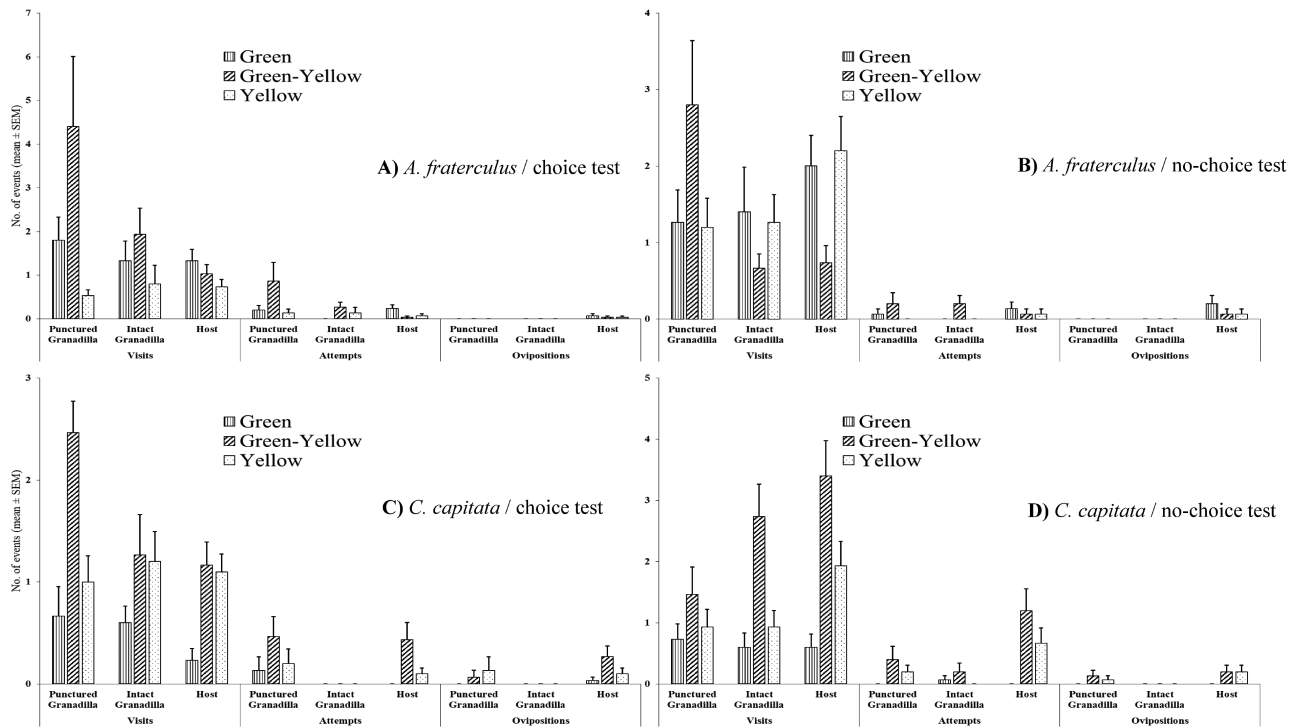 No. of events (mean ± SEM)
7
6
5
4
3
2
1
0
Green
Green-Yellow
Yellow
A) A. fraterculus / choice test
Punctured Granadilla
Intact Granadilla
Host
Punctured Granadilla
Intact Granadilla
Host
Punctured Granadilla
Intact Granadilla
Host
Visits
Attempts
Ovipositions
4
3
2
1
0
Green
Green-Yellow
Yellow
B) A. fraterculus / no-choice test
Punctured Granadilla
Intact Granadilla
Host
Punctured Granadilla
Intact Granadilla
Host
Punctured Granadilla
Intact Granadilla
Host
Visits
Attempts
Ovipositions
No. of events (mean ± SEM)
3
2
1
0
Green
Green-Yellow
Yellow
C) C. capitata / choice test
Punctured Granadilla
Intact Granadilla
Host
Punctured Granadilla
Intact Granadilla
Host
Punctured Granadilla
Intact Granadilla
Host
Visits
Attempts
Ovipositions
5
4
3
2
1
0
Green
Green-Yellow
Yellow
D) C. capitata / no-choice test
Punctured Granadilla
Intact Granadilla
Host
Punctured Granadilla
Intact Granadilla
Host
Punctured Granadilla
Intact Granadilla
Host
Visits
Attempts
Ovipositions